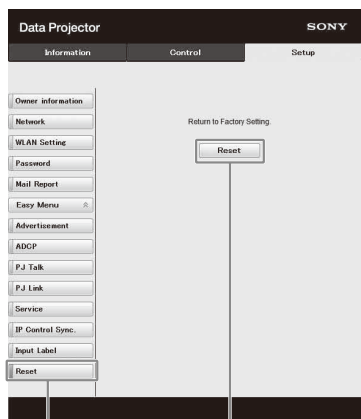 Data Projector
SONY
Information
Control
Setup
Owner information
Network
WLAN Setting
Password
Mail Report
Easy Menu
Advertisement
ADCP
PJ Talk
PJ Link
Service
IP Control Sync.
Input Label
Reset
Return to Factory Setting.
Reset